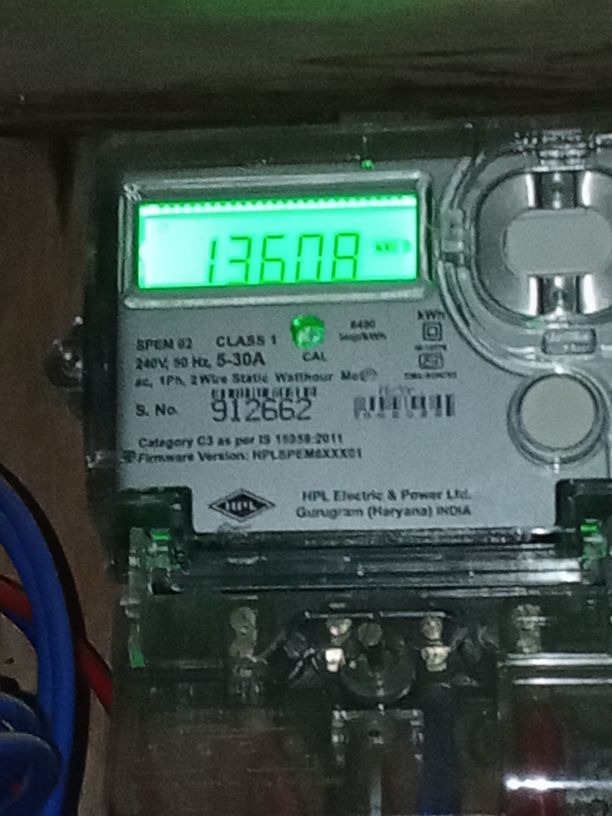 13608 kWh
SPEM 02 CLASS 1
240V, 50 Hz, 5-30A
CAL
6400
imp/kWh
kWh
ac, 1Ph, 2Wire Static Watthour
S. No. 912662
Category C3 as per IS 15959:2011
Firmware Version:
HPL
HPL Electric & Power Ltd.
Gurugram (Haryana) INDIA